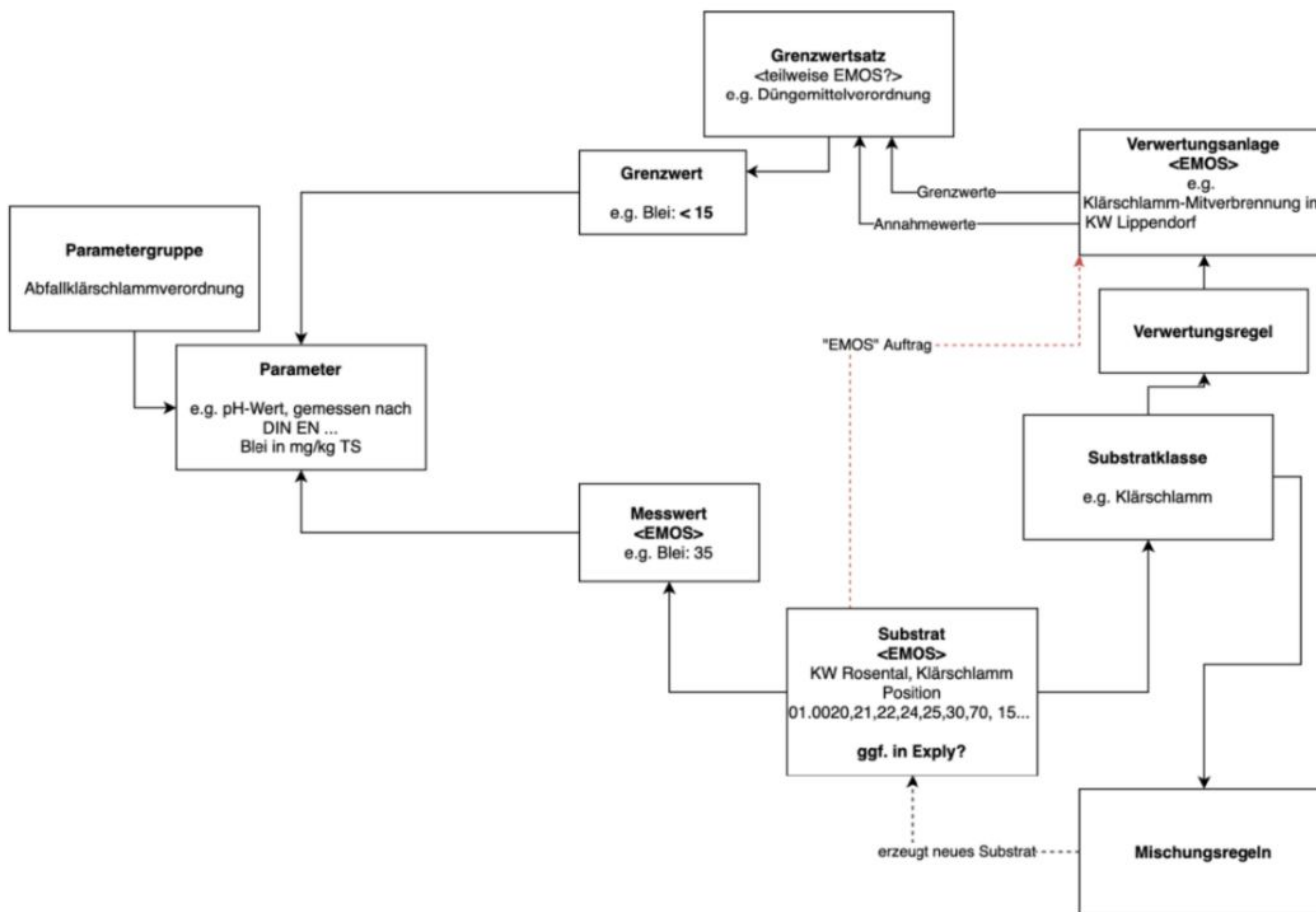 Grenzwertsatz
<teilweise EMOS?>
e.g. Düngemittelverordnung
Verwertungsanlage
<EMOS>
e.g.
Klärschlamm-Mitverbrennung in
KW Lippendorf
Grenzwert
e.g. Blei: < 15
Grenzwerte
Annahmewerte
Parametergruppe
Abfallklärschlammverordnung
Verwertungsregel
"EMOS" Auftrag
Parameter
e.g. pH-Wert, gemessen nach
DIN EN ...
Blei in mg/kg TS
Substratklasse
e.g. Klärschlamm
Messwert
<EMOS>
e.g. Blei: 35
Substrat
<EMOS>
KW Rosental, Klärschlamm
Position
01.0020,21,22,24,25,30,70, 15...
ggf. in Exply?
erzeugt neues Substrat
Mischungsregeln